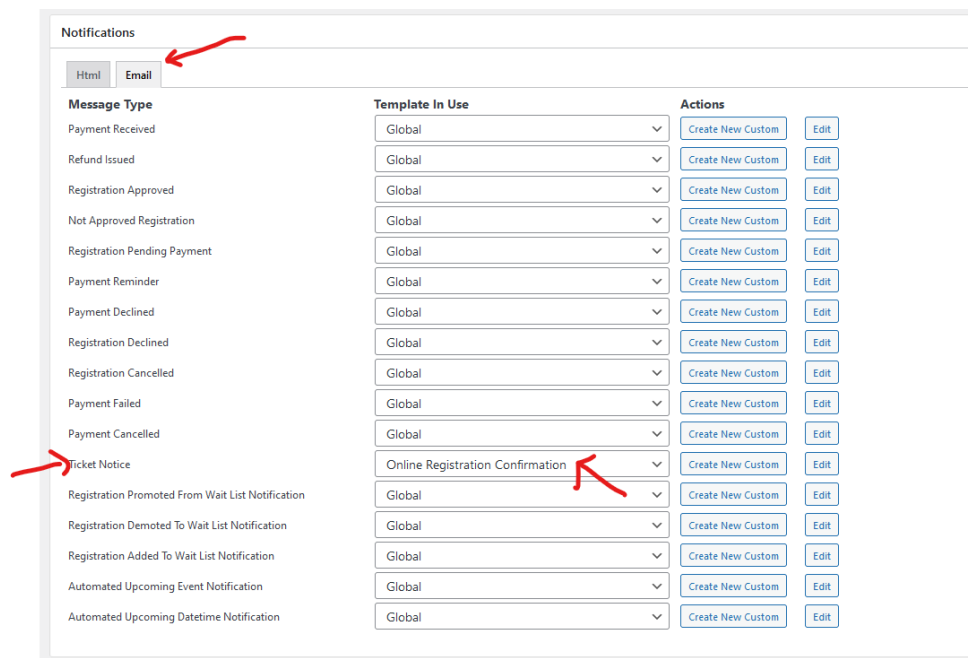 Notifications
Html Email
Message Type Template In Use Actions
Payment Received Global Create New Custom Edit
Refund Issued Global Create New Custom Edit
Registration Approved Global Create New Custom Edit
Not Approved Registration Global Create New Custom Edit
Registration Pending Payment Global Create New Custom Edit
Payment Reminder Global Create New Custom Edit
Payment Declined Global Create New Custom Edit
Registration Declined Global Create New Custom Edit
Registration Cancelled Global Create New Custom Edit
Payment Failed Global Create New Custom Edit
Payment Cancelled Global Create New Custom Edit
Ticket Notice Online Registration Confirmation Create New Custom Edit
Registration Promoted From Wait List Notification Global Create New Custom Edit
Registration Demoted To Wait List Notification Global Create New Custom Edit
Registration Added To Wait List Notification Global Create New Custom Edit
Automated Upcoming Event Notification Global Create New Custom Edit
Automated Upcoming Datetime Notification Global Create New Custom Edit